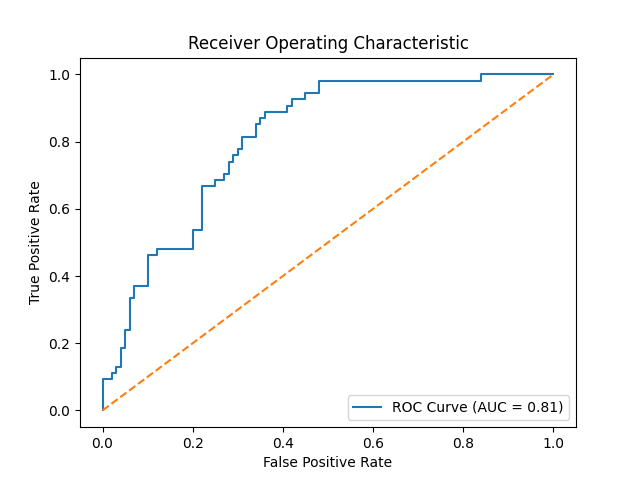 Receiver Operating Characteristic
1.0
0.8
0.6
0.4
0.2
0.0
True Positive Rate
ROC Curve (AUC = 0.81)
0.0 0.2 0.4 0.6 0.8 1.0
False Positive Rate